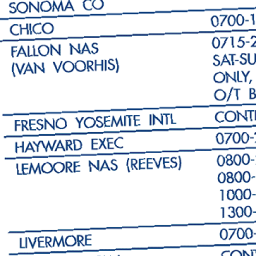 SONOMA CO
CHICO 0700-1
FALLON NAS 0715-2
(VAN VOORHIS) SAT-SU
ONLY,
O/T B
FRESNO YOSEMITE INTL CONTI
HAYWARD EXEC 0700-
LEMOORE NAS (REEVES) 0800-
0800-
1000-
1300-
LIVERMORE 0700-